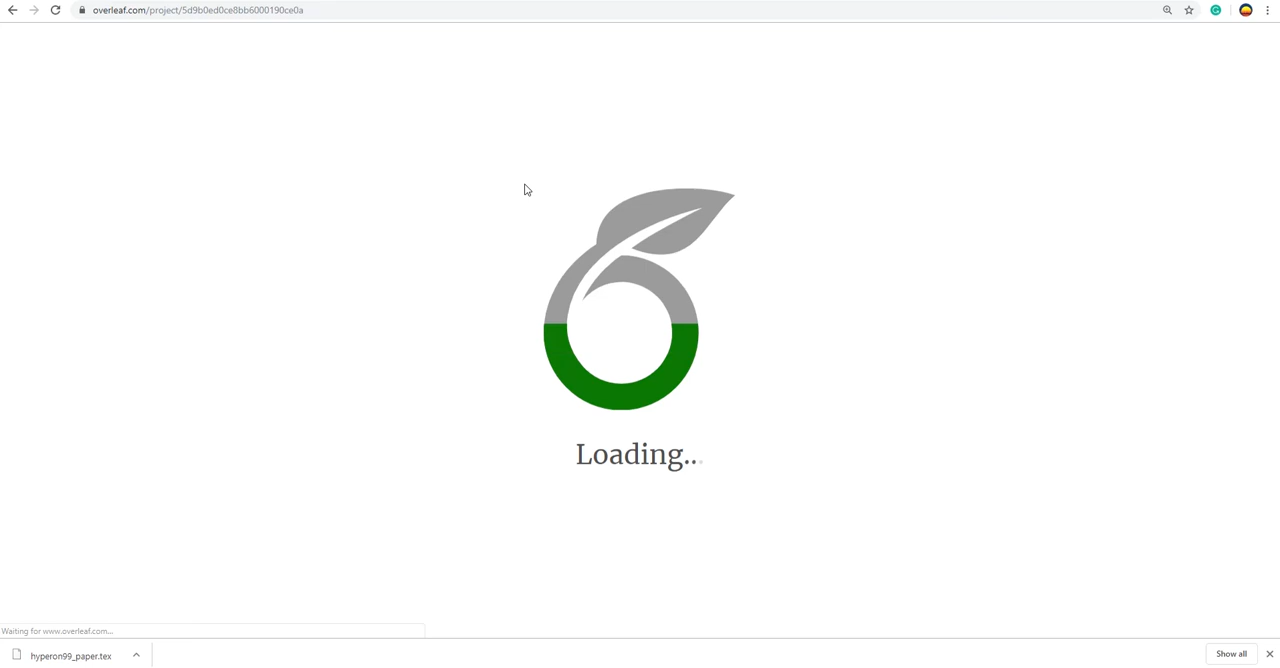 overleaf.com/project/5d9b0ed0ce8bb6000190ce0a
Loading...
Waiting for www.overleaf.com...
hyperon99_paper.tex
Show all